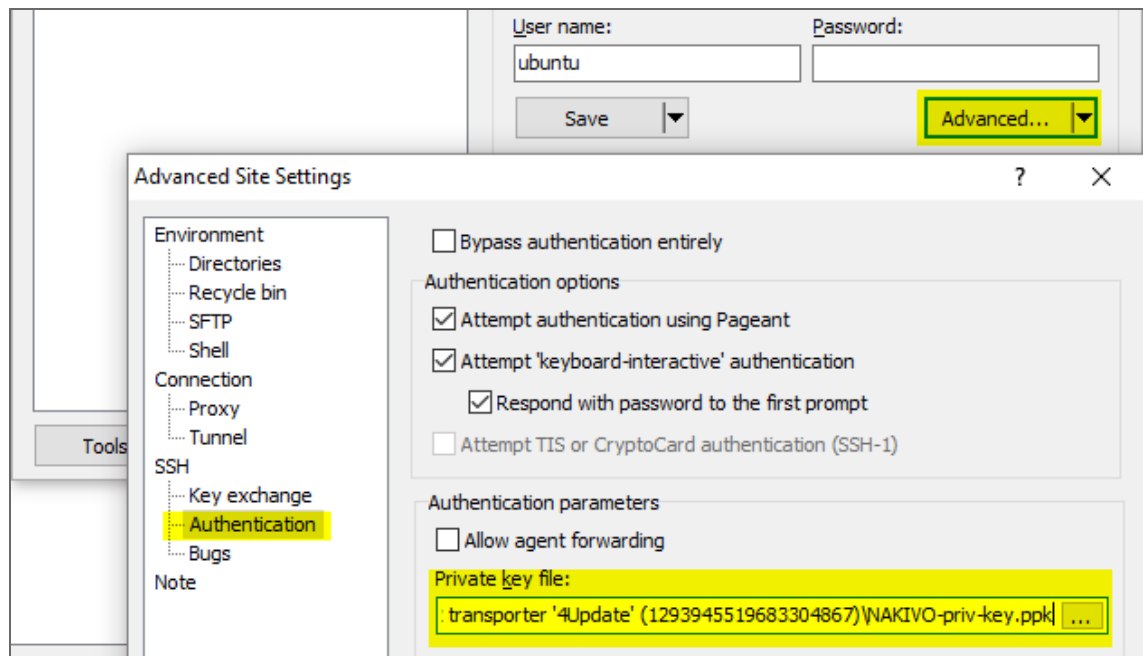 User name:
Password:
ubuntu
Save
Advanced...
Advanced Site Settings
?
Environment
Directories
Recycle bin
SFTP
Shell
Connection
Proxy
Tunnel
SSH
Key exchange
Authentication
Bugs
Note
Tools
Bypass authentication entirely
Authentication options
Attempt authentication using Pageant
Attempt 'keyboard-interactive' authentication
Respond with password to the first prompt
Attempt TIS or CryptoCard authentication (SSH-1)
Authentication parameters
Allow agent forwarding
Private key file:
: transporter '4Update' (1293945519683304867)\NAKIVO-priv-key.ppk
...